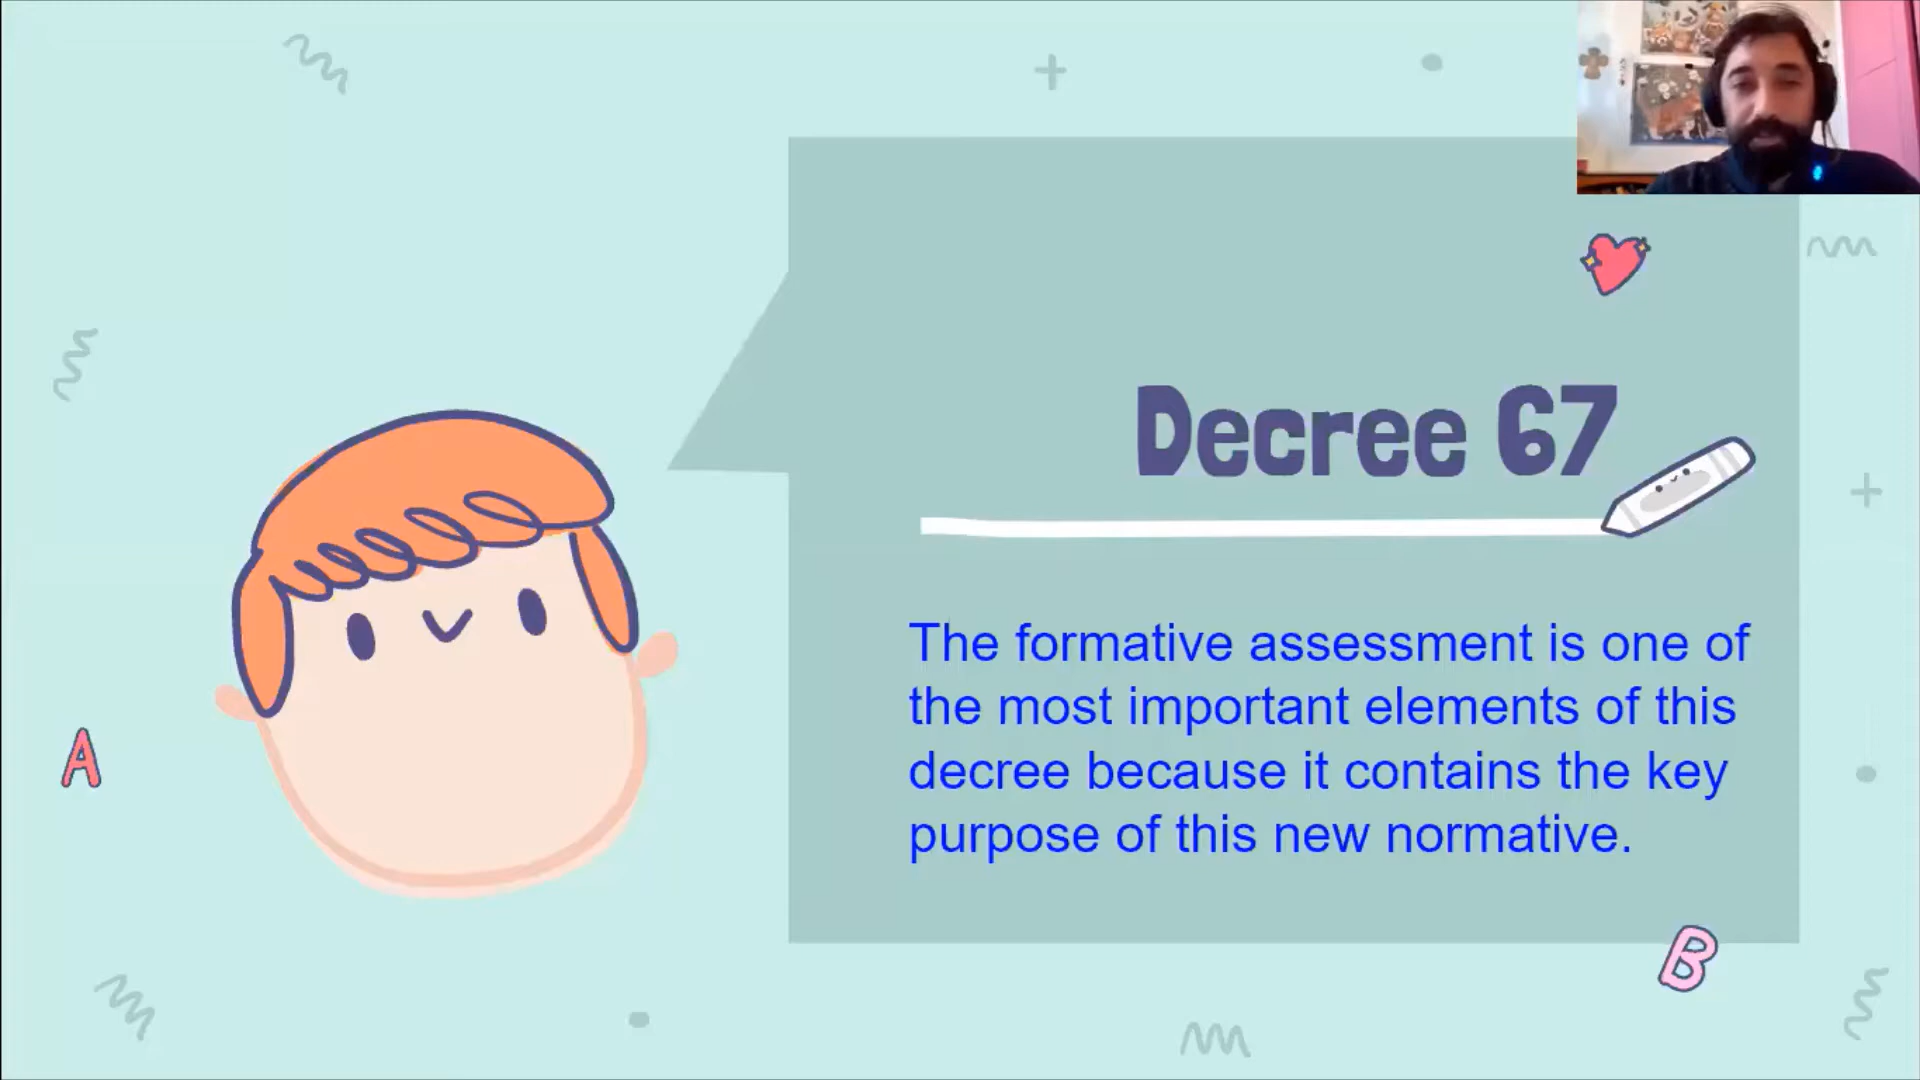 Decree 67
The formative assessment is one of
the most important elements of this
decree because it contains the key
purpose of this new normative.
A
B